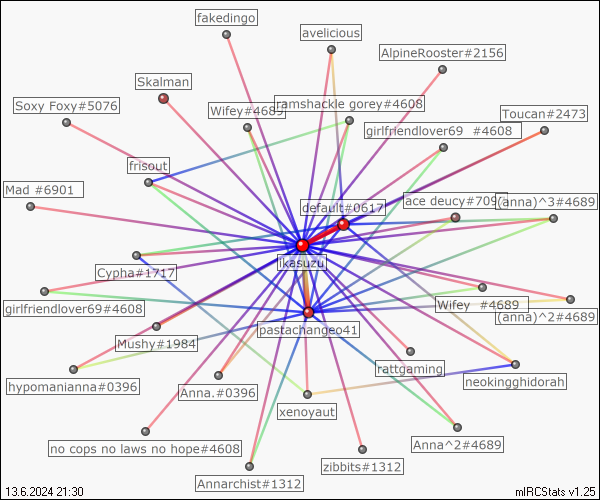 fakedingo
avelicious
AlpineRooster#2156
Skalman
Soxy Foxy#5076
Wifey#4689
ramshackle gorey#4608
Toucan#2473
girlfriendlover69 #4608
frisout
Mad #6901
default#0617
ace deucy#709
(anna)^3#4689
ikasuzu
Cypha#1717
girlfriendlover69#4608
Wifey #4689
(anna)^2#4689
pastachangeo41
Mushy#1984
rattgaming
hypomanianna#0396
Anna.#0396
neokingghidorah
xenoyaut
no cops no laws no hope#4608
Anna^2#4689
zibbits#1312
Annarchist#1312
13.6.2024 21:30
mIRCStats v1.25